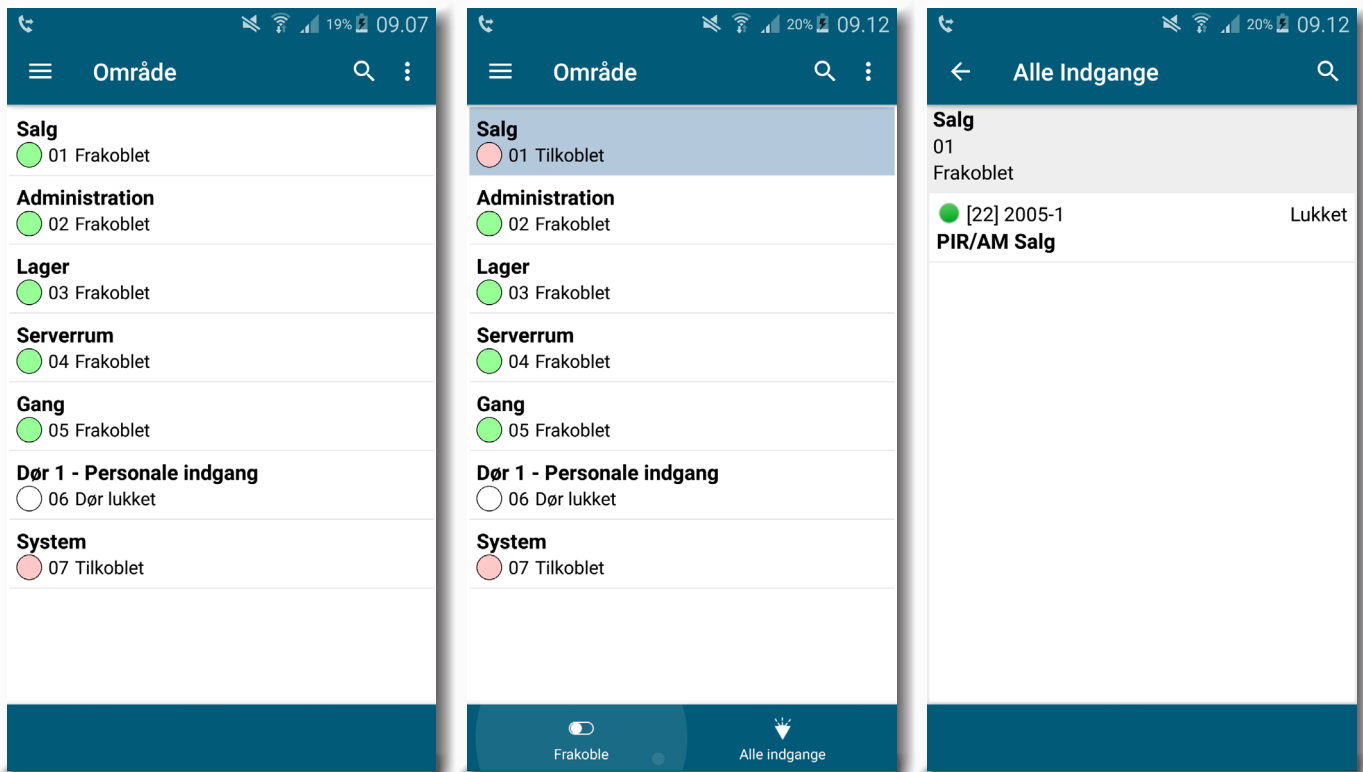 19% 09.07
Område
Salg
01 Frakoblet
Administration
02 Frakoblet
Lager
03 Frakoblet
Serverrum
04 Frakoblet
Gang
05 Frakoblet
Dør 1 - Personale indgang
06 Dør lukket
System
07 Tilkoblet
20% 09.12
Område
Salg
01 Tilkoblet
Administration
02 Frakoblet
Lager
03 Frakoblet
Serverrum
04 Frakoblet
Gang
05 Frakoblet
Dør 1 - Personale indgang
06 Dør lukket
System
07 Tilkoblet
Frakoble Alle indgange
20% 09.12
Alle Indgange
Salg
01
Frakoblet
[22] 2005-1 Lukket
PIR/AM Salg